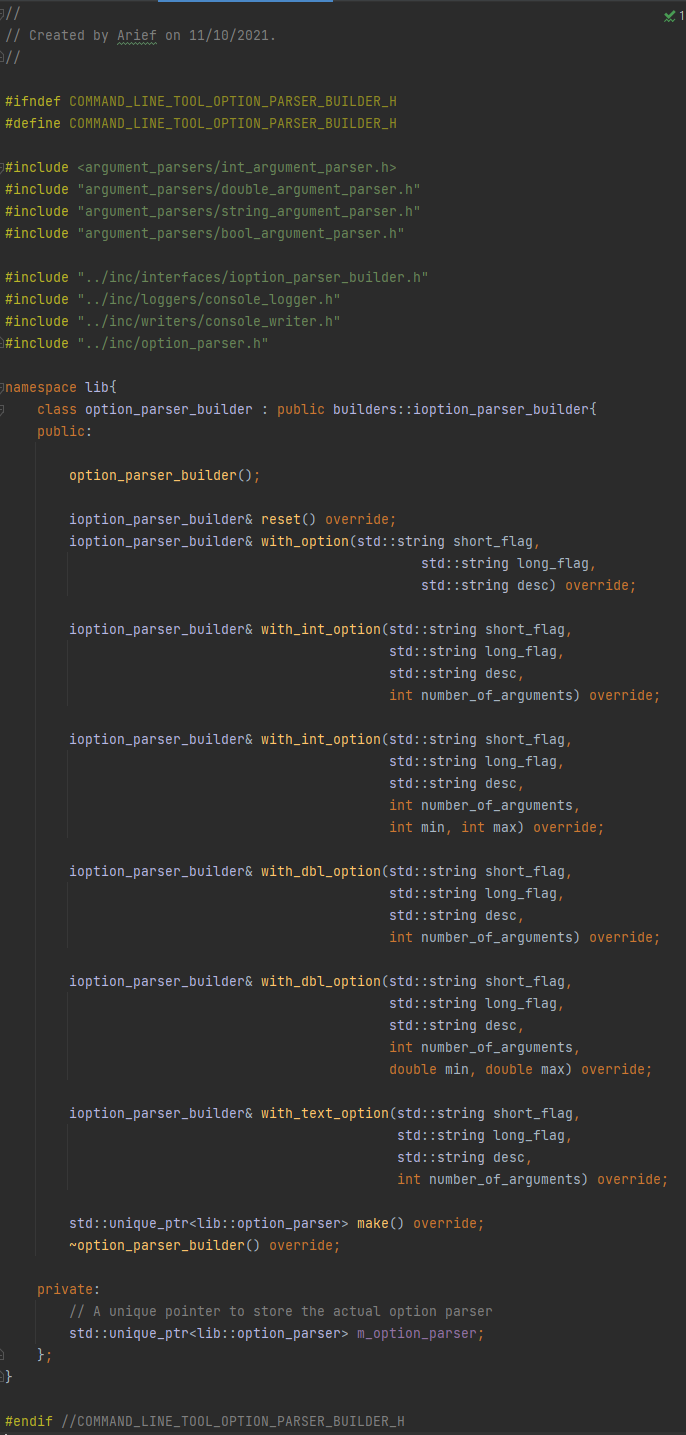 //
// Created by Arief on 11/10/2021.
//
1
#ifndef COMMAND_LINE_TOOL_OPTION_PARSER_BUILDER_H
#define COMMAND_LINE_TOOL_OPTION_PARSER_BUILDER_H
#include <argument_parsers/int_argument_parser.h>
#include "argument_parsers/double_argument_parser.h"
#include "argument_parsers/string_argument_parser.h"
#include "argument_parsers/bool_argument_parser.h"
#include "../inc/interfaces/ioption_parser_builder.h"
#include "../inc/loggers/console_logger.h"
#include "../inc/writers/console_writer.h"
#include "../inc/option_parser.h"
namespace lib{
    class option_parser_builder : public builders::ioption_parser_builder{
    public:
        option_parser_builder();
        ioption_parser_builder& reset() override;
        ioption_parser_builder& with_option(std::string short_flag,
                                                    std::string long_flag,
                                                    std::string desc) override;
        ioption_parser_builder& with_int_option(std::string short_flag,
                                                std::string long_flag,
                                                std::string desc,
                                                int number_of_arguments) override;
        ioption_parser_builder& with_int_option(std::string short_flag,
                                                std::string long_flag,
                                                std::string desc,
                                                int number_of_arguments,
                                                int min, int max) override;
        ioption_parser_builder& with_dbl_option(std::string short_flag,
                                                std::string long_flag,
                                                std::string desc,
                                                int number_of_arguments) override;
        ioption_parser_builder& with_dbl_option(std::string short_flag,
                                                std::string long_flag,
                                                std::string desc,
                                                int number_of_arguments,
                                                double min, double max) override;
        ioption_parser_builder& with_text_option(std::string short_flag,
                                                 std::string long_flag,
                                                 std::string desc,
                                                 int number_of_arguments) override;
        std::unique_ptr<lib::option_parser> make() override;
        ~option_parser_builder() override;
    private:
        // A unique pointer to store the actual option parser
        std::unique_ptr<lib::option_parser> m_option_parser;
    };
}
#endif //COMMAND_LINE_TOOL_OPTION_PARSER_BUILDER_H